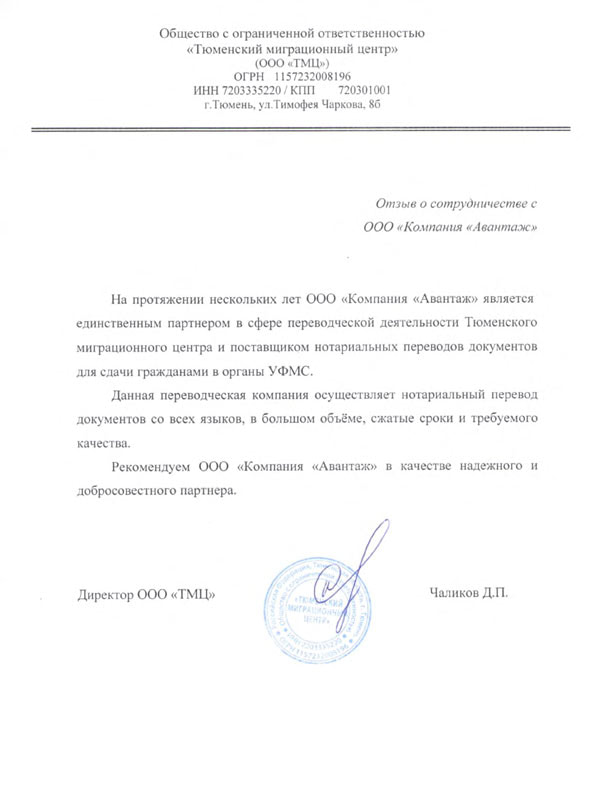 Общество с ограниченной ответственностью
«Тюменский миграционный центр»
(ООО «ТМЦ»)
ОГРН 1157232008196
ИНН 7203335220 / КПП 720301001
г.Тюмень, ул.Тимофея Чаркова, 8б
Отзыв о сотрудничестве с
ООО «Компания «Авантаж»
На протяжении нескольких лет ООО «Компания «Авантаж» является
единственным партнером в сфере переводческой деятельности Тюменского
миграционного центра и поставщиком нотариальных переводов документов
для сдачи гражданами в органы УФМС.
Данная переводческая компания осуществляет нотариальный перевод
документов со всех языков, в большом объёме, сжатые сроки и требуемого
качества.
Рекомендуем ООО «Компания «Авантаж» в качестве надежного и
добросовестного партнера.
Директор ООО «ТМЦ»
Чаликов Д.П.
«ТЮМЕНСКИЙ
МИГРАЦИОННЫЙ
ЦЕНТР»